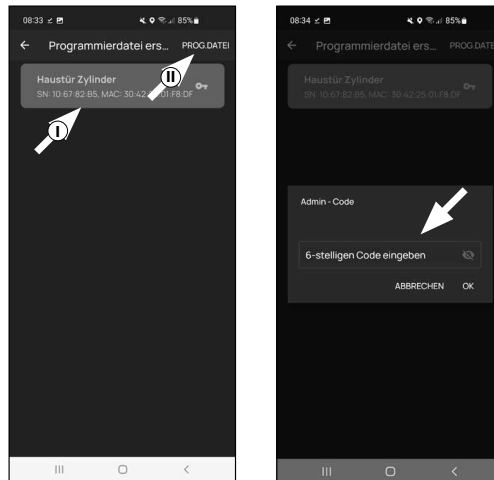 08:33
85%
Programmierdatei ers... PROG.DATEI
Haustür Zylinder
SN: 10:67:82:B5, MAC: 30:42: 01:F8:DF
I
II
08:34
85%
Programmierdatei ers... PROG.DATE
Haustür Zylinder
SN: 10:67:82:B5, MAC: 30:42:25:01:F8:DF
Admin - Code
6-stelligen Code eingeben
ABBRECHEN OK